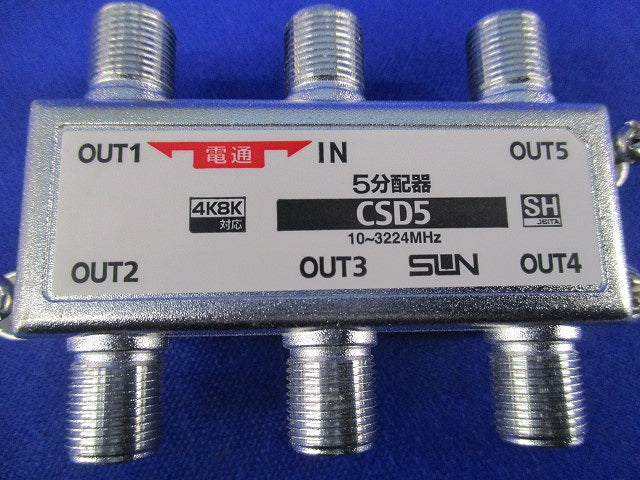 OUT1 電通 IN OUT5
5分配器
4K8K 対応 CSD5 SH JEITA
10~3224MHz
OUT2 OUT3 SUN OUT4